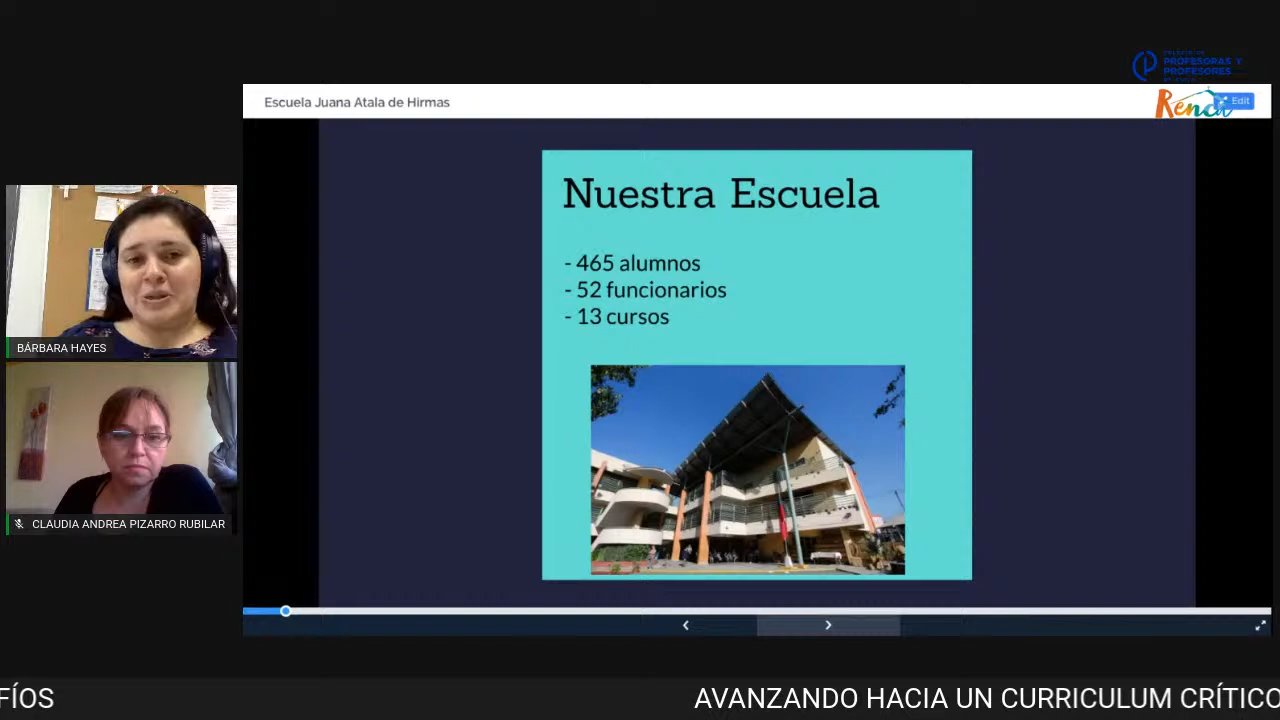 PROFESORAS Y
PROFESORES
Escuela Juana Atala de Hirmas
Renca
Edit
Nuestra Escuela
- 465 alumnos
- 52 funcionarios
- 13 cursos
BÁRBARA HAYES
CLAUDIA ANDREA PIZARRO RUBILAR
FÍOS
AVANZANDO HACIA UN CURRICULUM CRÍTICO